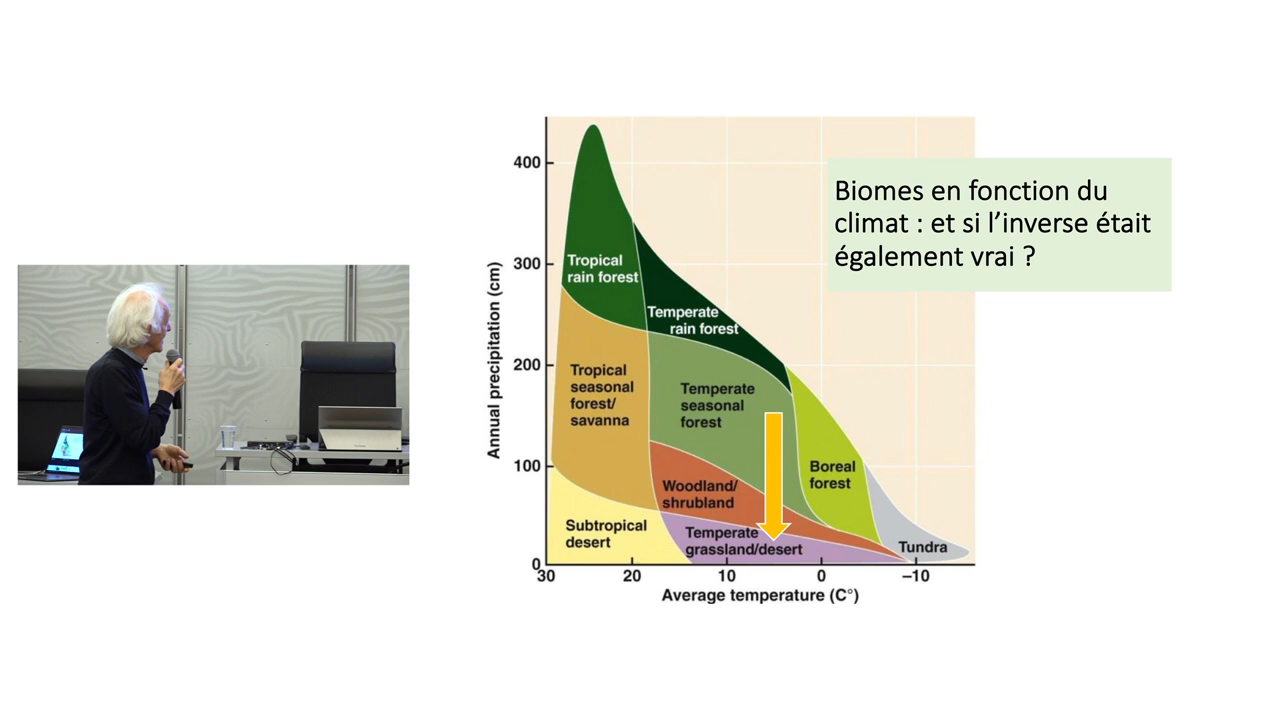 Biomes en fonction du
climat : et si l’inverse était
également vrai ?
Annual precipitation (cm)
400
300
200
100
0
Tropical
rain forest
Temperate
rain forest
Tropical
seasonal
forest/
savanna
Temperate
seasonal
forest
Boreal
forest
Woodland/
shrubland
Subtropical
desert
Temperate
grassland/desert
Tundra
30
20
10
0
–10
Average temperature (C°)